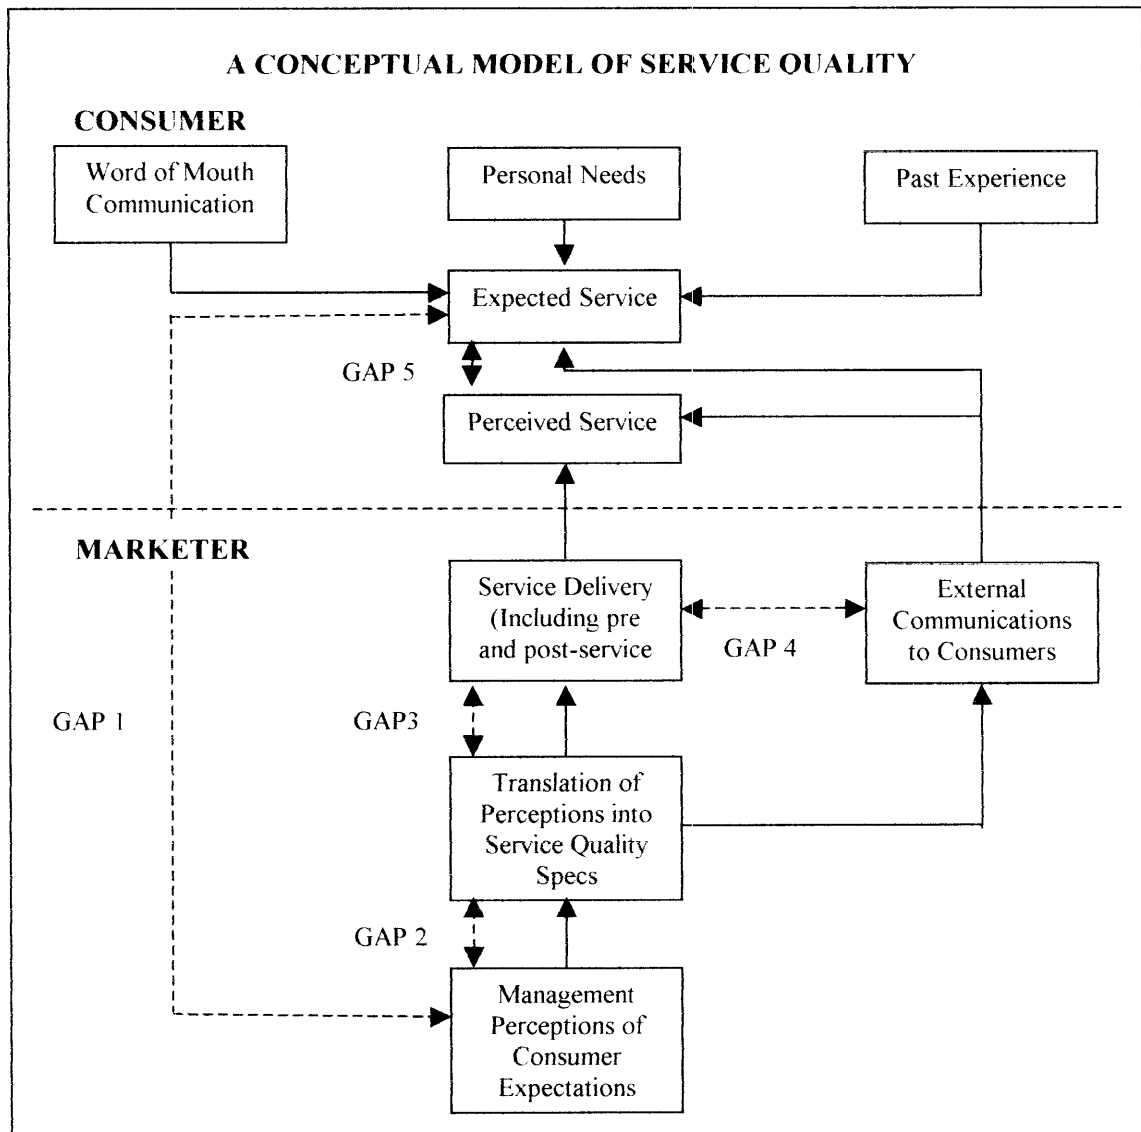 A CONCEPTUAL MODEL OF SERVICE QUALITY
CONSUMER
Word of Mouth
Communication
Personal Needs
Past Experience
Expected Service
GAP 5
Perceived Service
MARKETER
Service Delivery
(Including pre
and post-service
GAP 4
External
Communications
to Consumers
GAP 1
GAP3
Translation of
Perceptions into
Service Quality
Specs
GAP 2
Management
Perceptions of
Consumer
Expectations